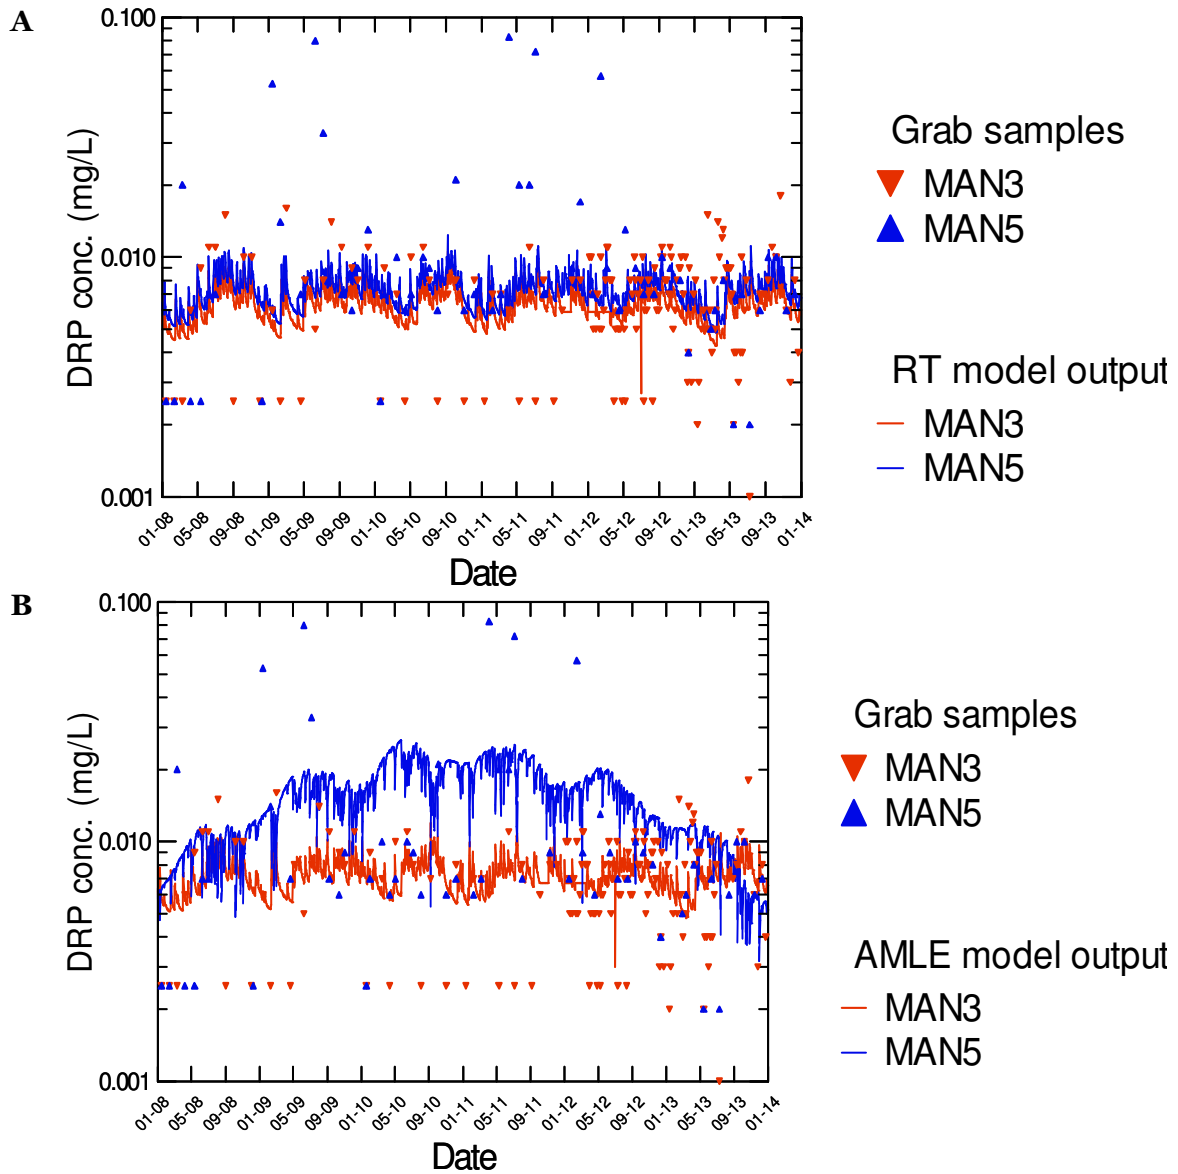 A
DRP conc. (mg/L)
0.100
0.010
0.001
01-08 05-08 09-08 01-09 05-09 09-09 01-10 05-10 09-10 01-11 05-11 09-11 01-12 05-12 09-12 01-13 05-13 09-13 01-14
Date
Grab samples
MAN3
MAN5
RT model output
MAN3
MAN5
B
DRP conc. (mg/L)
0.100
0.010
0.001
01-08 05-08 09-08 01-09 05-09 09-09 01-10 05-10 09-10 01-11 05-11 09-11 01-12 05-12 09-12 01-13 05-13 09-13 01-14
Date
Grab samples
MAN3
MAN5
AMLE model output
MAN3
MAN5